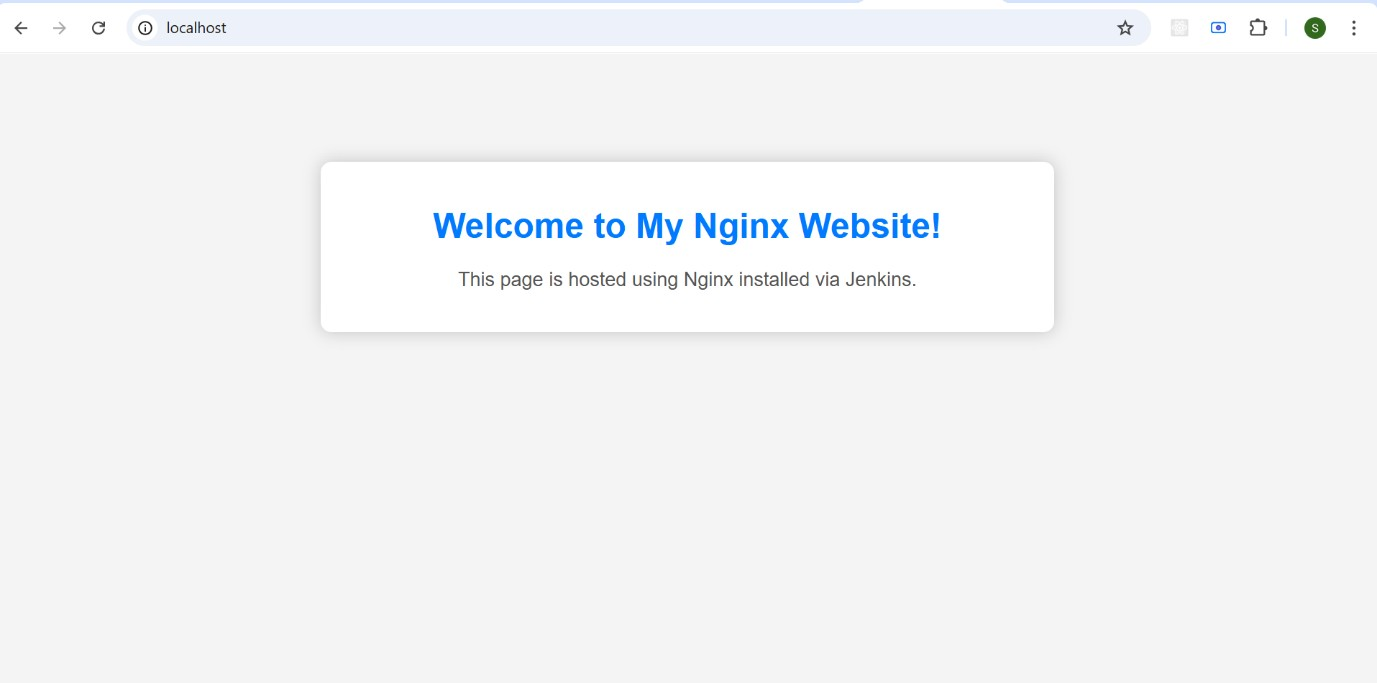 localhost
S
Welcome to My Nginx Website!
This page is hosted using Nginx installed via Jenkins.